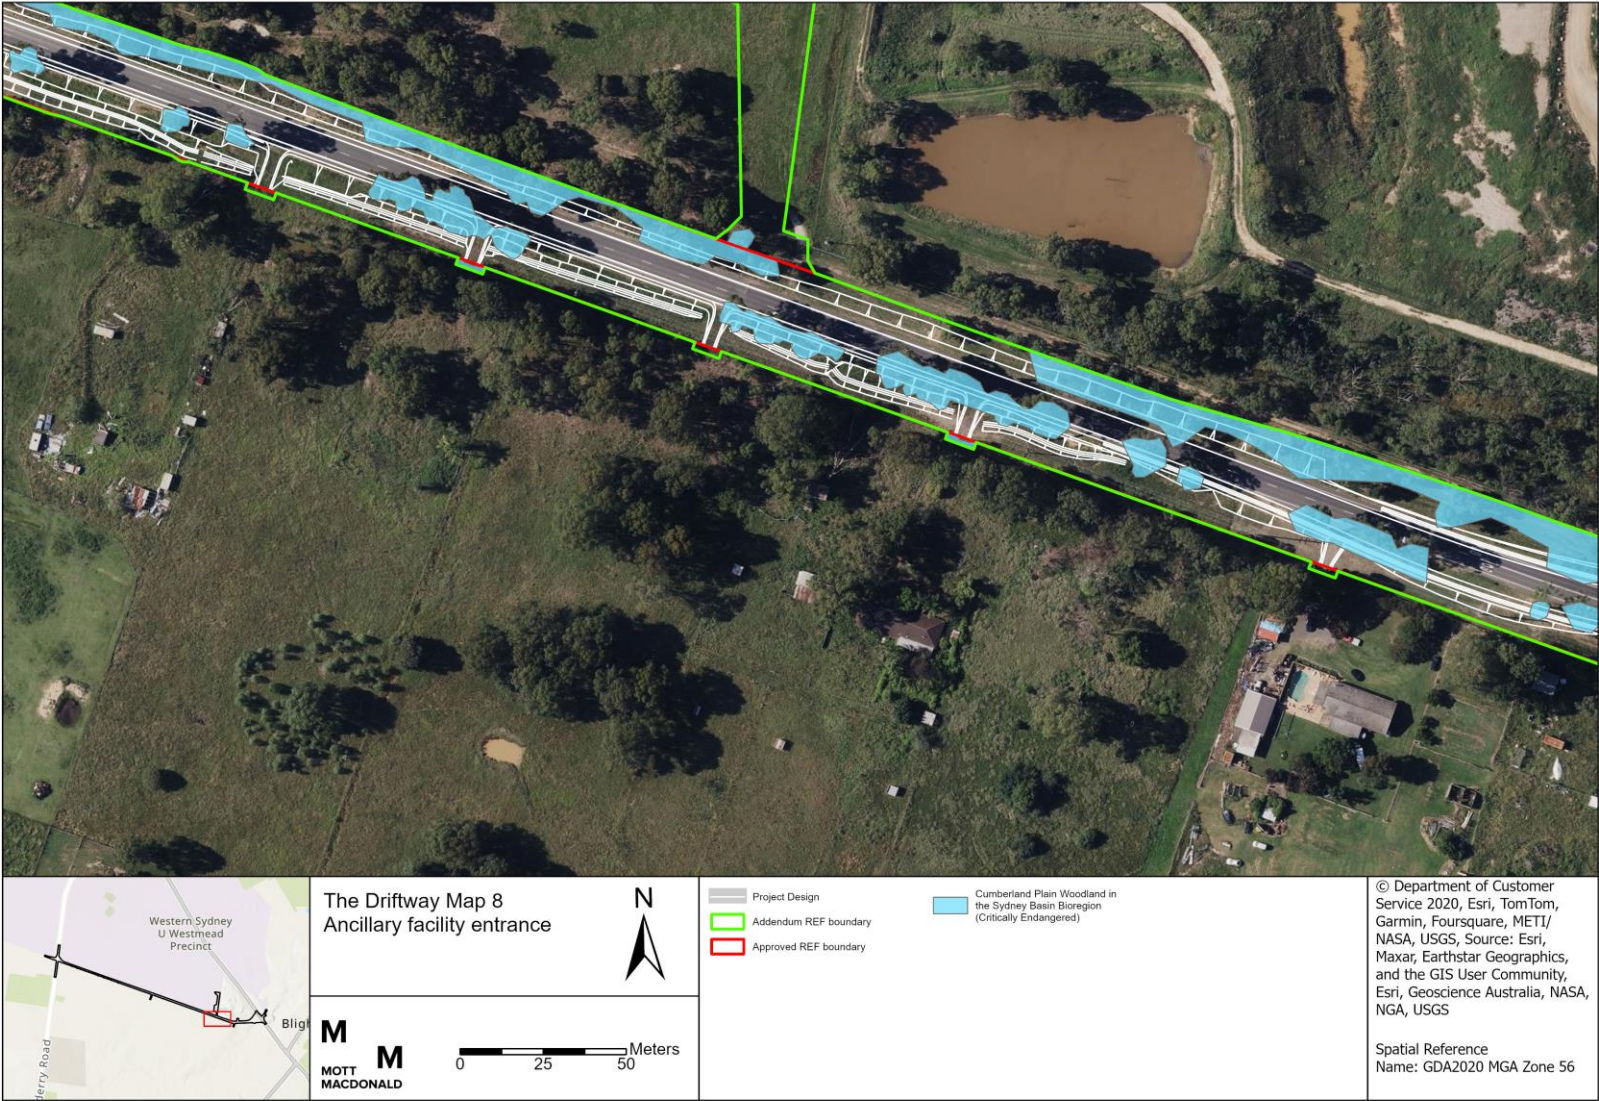 Western Sydney
U Westmead
Precinct
Bligh
derry Road
The Driftway Map 8
Ancillary facility entrance
N
M
M
MOTT
MACDONALD
Meters
0 25 50
Project Design
Addendum REF boundary
Approved REF boundary
Cumberland Plain Woodland in
the Sydney Basin Bioregion
(Critically Endangered)
© Department of Customer
Service 2020, Esri, TomTom,
Garmin, Foursquare, METI/
NASA, USGS, Source: Esri,
Maxar, Earthstar Geographics,
and the GIS User Community,
Esri, Geoscience Australia, NASA,
NGA, USGS
Spatial Reference
Name: GDA2020 MGA Zone 56